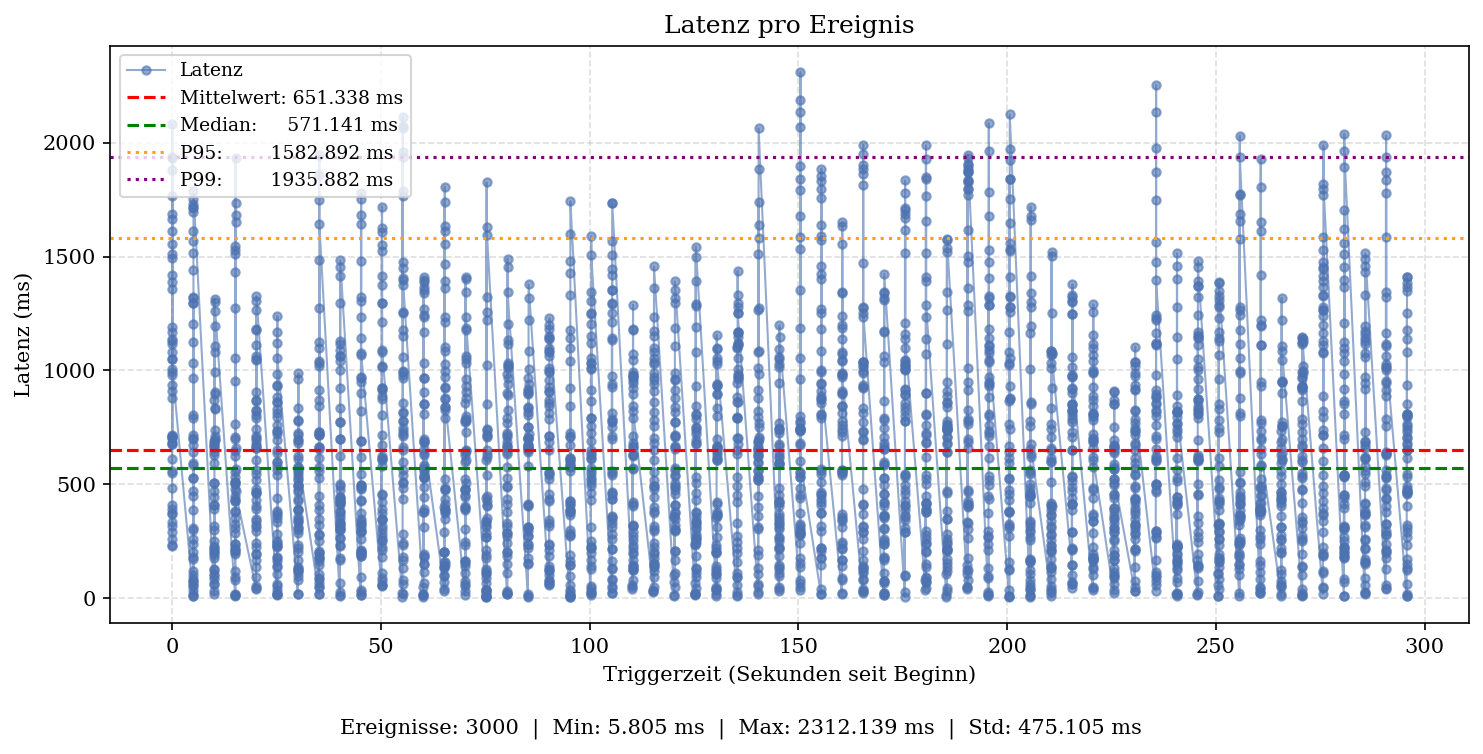 Latenz pro Ereignis
Latenz
Mittelwert: 651.338 ms
Median: 571.141 ms
P95: 1582.892 ms
P99: 1935.882 ms
Latenz (ms)
2000
1500
1000
500
0
0 50 100 150 200 250 300
Triggerzeit (Sekunden seit Beginn)
Ereignisse: 3000 | Min: 5.805 ms | Max: 2312.139 ms | Std: 475.105 ms